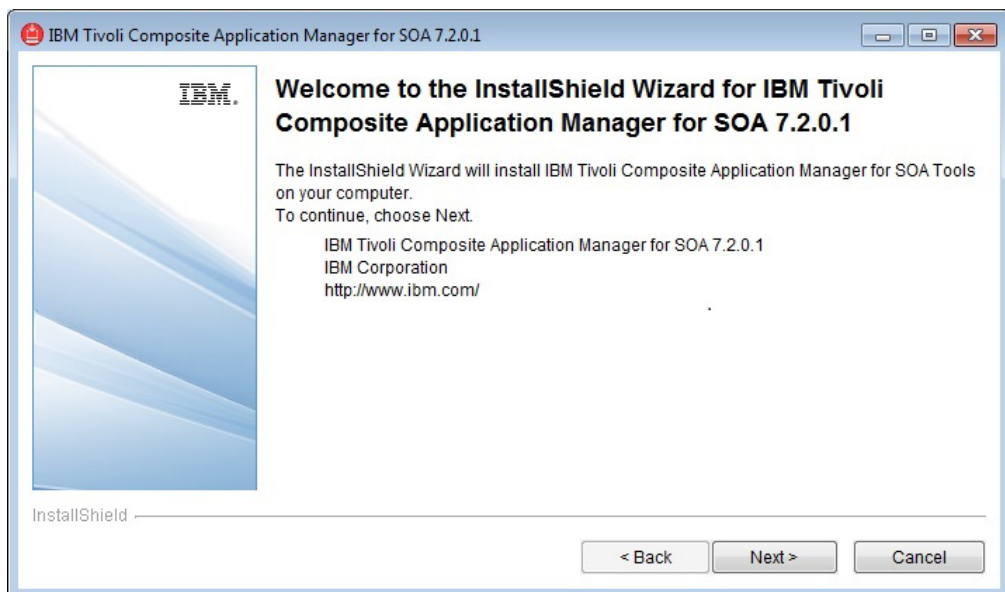 IBM Tivoli Composite Application Manager for SOA 7.2.0.1
IBM.
Welcome to the InstallShield Wizard for IBM Tivoli
Composite Application Manager for SOA 7.2.0.1
The InstallShield Wizard will install IBM Tivoli Composite Application Manager for SOA Tools
on your computer.
To continue, choose Next.
IBM Tivoli Composite Application Manager for SOA 7.2.0.1
IBM Corporation
http://www.ibm.com/
InstallShield
< Back
Next >
Cancel